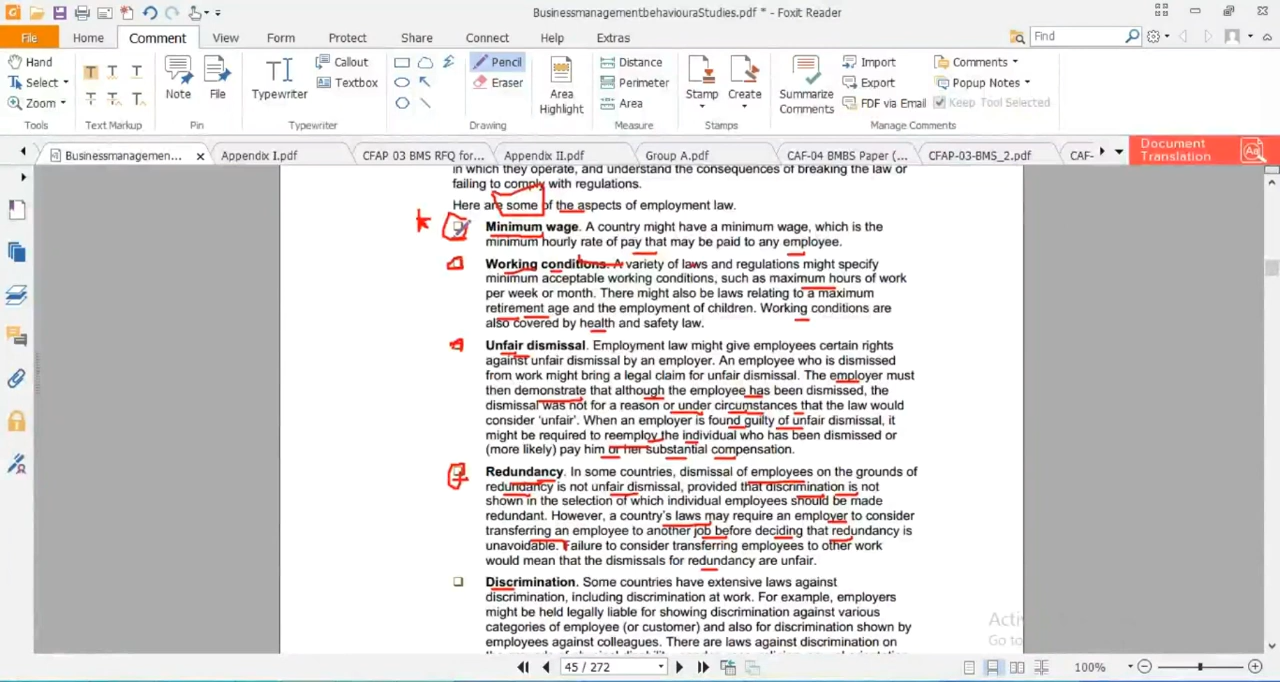 BusinessmanagementbehaviouraStudies.pdf * - Foxit Reader
File Home Comment View Form Protect Share Connect Help Extras Find
Hand Select Zoom Tools
Text Markup
Note File Pin
Typewriter Callout Textbox Typewriter
Pencil Eraser Drawing
Area Highlight Distance Perimeter Area Measure
Stamp Create Stamps
Summarize Comments Import Export FDF via Email Comments Popup Notes Keep Tool Selected Manage Comments
Businessmanagemen... Appendix I.pdf CFAP 03 BMS RFQ for... Appendix II.pdf Group A.pdf CAF-04 BMBS Paper (... CFAP-03-BMS_2.pdf CAF- Document Translation
in which they operate, and understand the consequences of breaking the law or
failing to comply with regulations.
Here are some of the aspects of employment law.
Minimum wage. A country might have a minimum wage, which is the
minimum hourly rate of pay that may be paid to any employee.
Working conditions. A variety of laws and regulations might specify
minimum acceptable working conditions, such as maximum hours of work
per week or month. There might also be laws relating to a maximum
retirement age and the employment of children. Working conditions are
also covered by health and safety law.
Unfair dismissal. Employment law might give employees certain rights
against unfair dismissal by an employer. An employee who is dismissed
from work might bring a legal claim for unfair dismissal. The employer must
then demonstrate that although the employee has been dismissed, the
dismissal was not for a reason or under circumstances that the law would
consider ‘unfair’. When an employer is found guilty of unfair dismissal, it
might be required to reemploy the individual who has been dismissed or
(more likely) pay him or her substantial compensation.
Redundancy. In some countries, dismissal of employees on the grounds of
redundancy is not unfair dismissal, provided that discrimination is not
shown in the selection of which individual employees should be made
redundant. However, a country’s laws may require an employer to consider
transferring an employee to another job before deciding that redundancy is
unavoidable. Failure to consider transferring employees to other work
would mean that the dismissals for redundancy are unfair.
Discrimination. Some countries have extensive laws against
discrimination, including discrimination at work. For example, employers
might be held legally liable for showing discrimination against various
categories of employee (or customer) and also for discrimination shown by
employees against colleagues. There are laws against discrimination on
45 / 272 100%